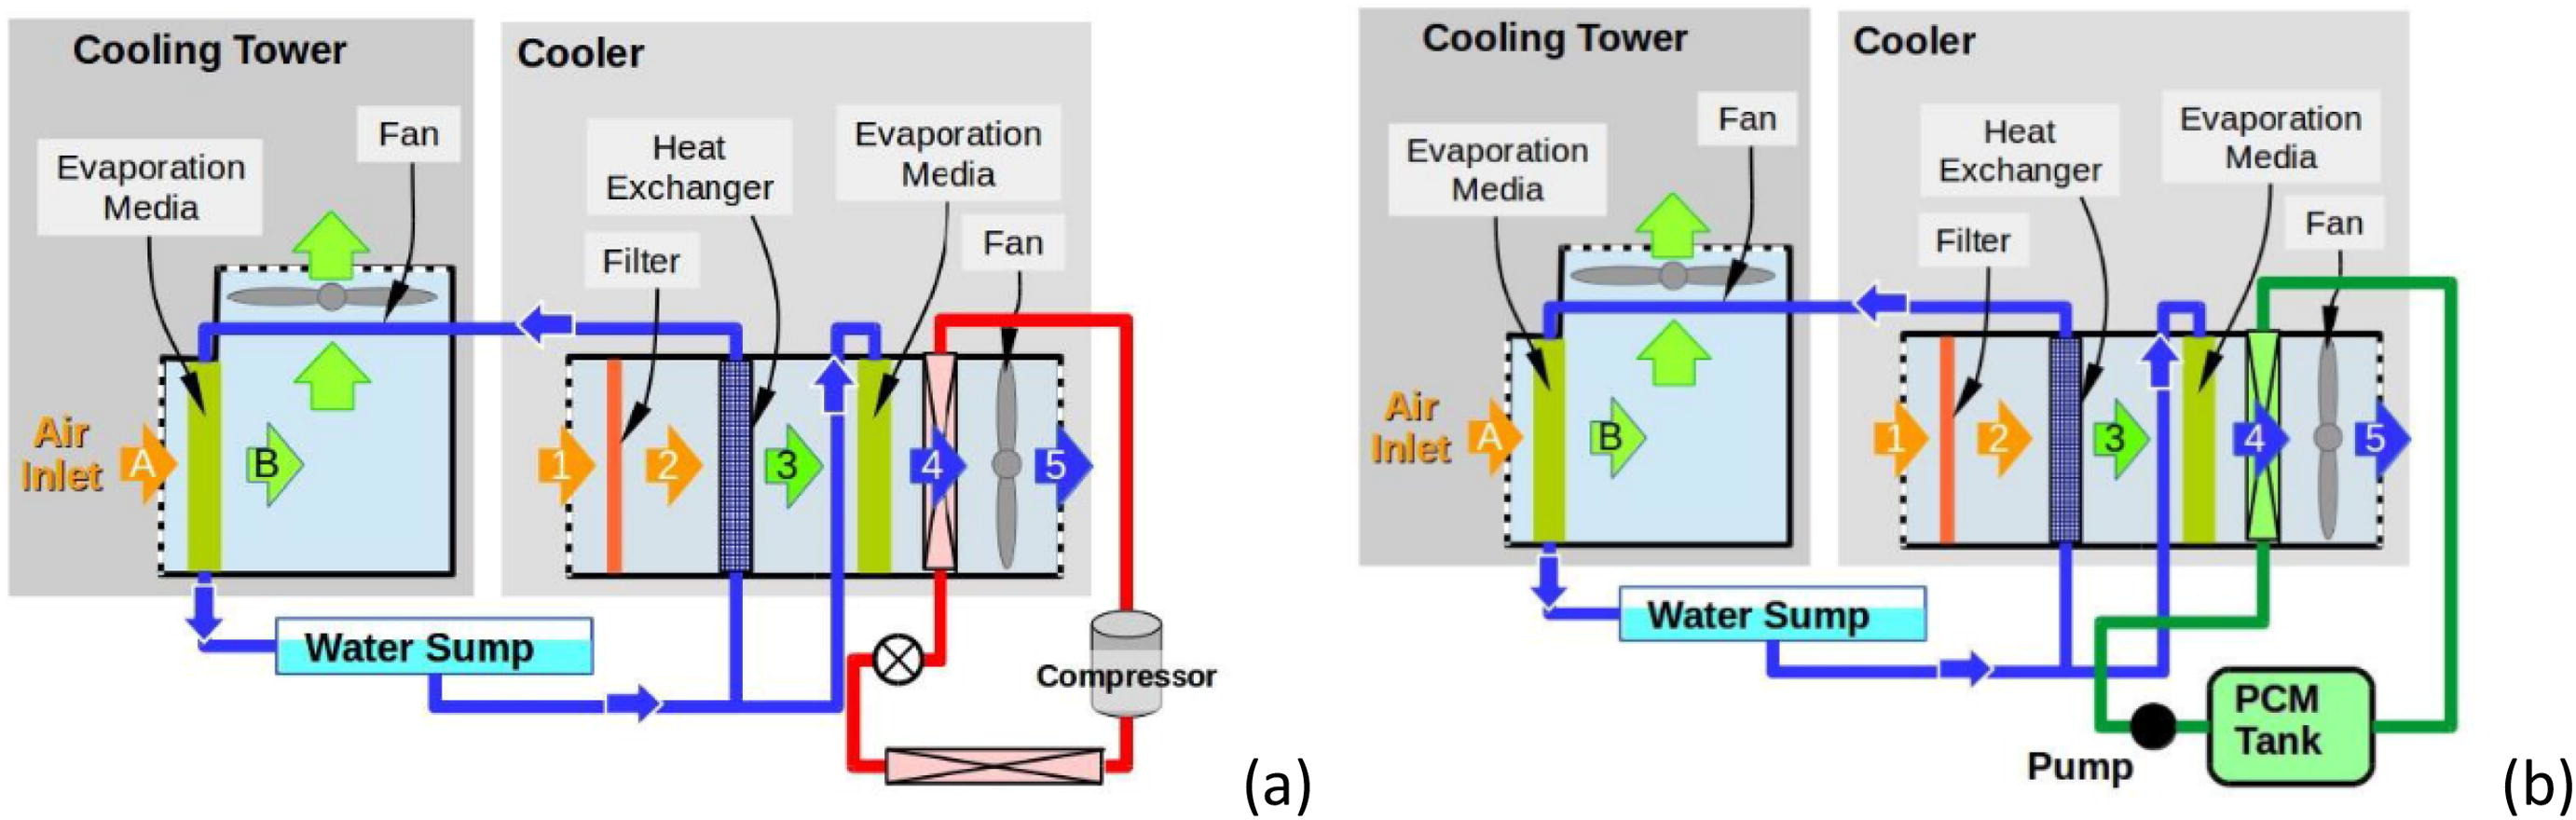 Cooling Tower
Cooler
Fan
Evaporation
Media
Heat
Exchanger
Evaporation
Media
Filter
Fan
Air
Inlet
A
B
1
2
3
4
5
Water Sump
Compressor
(a)
Cooling Tower
Cooler
Fan
Evaporation
Media
Heat
Exchanger
Evaporation
Media
Filter
Fan
Air
Inlet
A
B
1
2
3
4
5
Water Sump
PCM
Tank
Pump
(b)